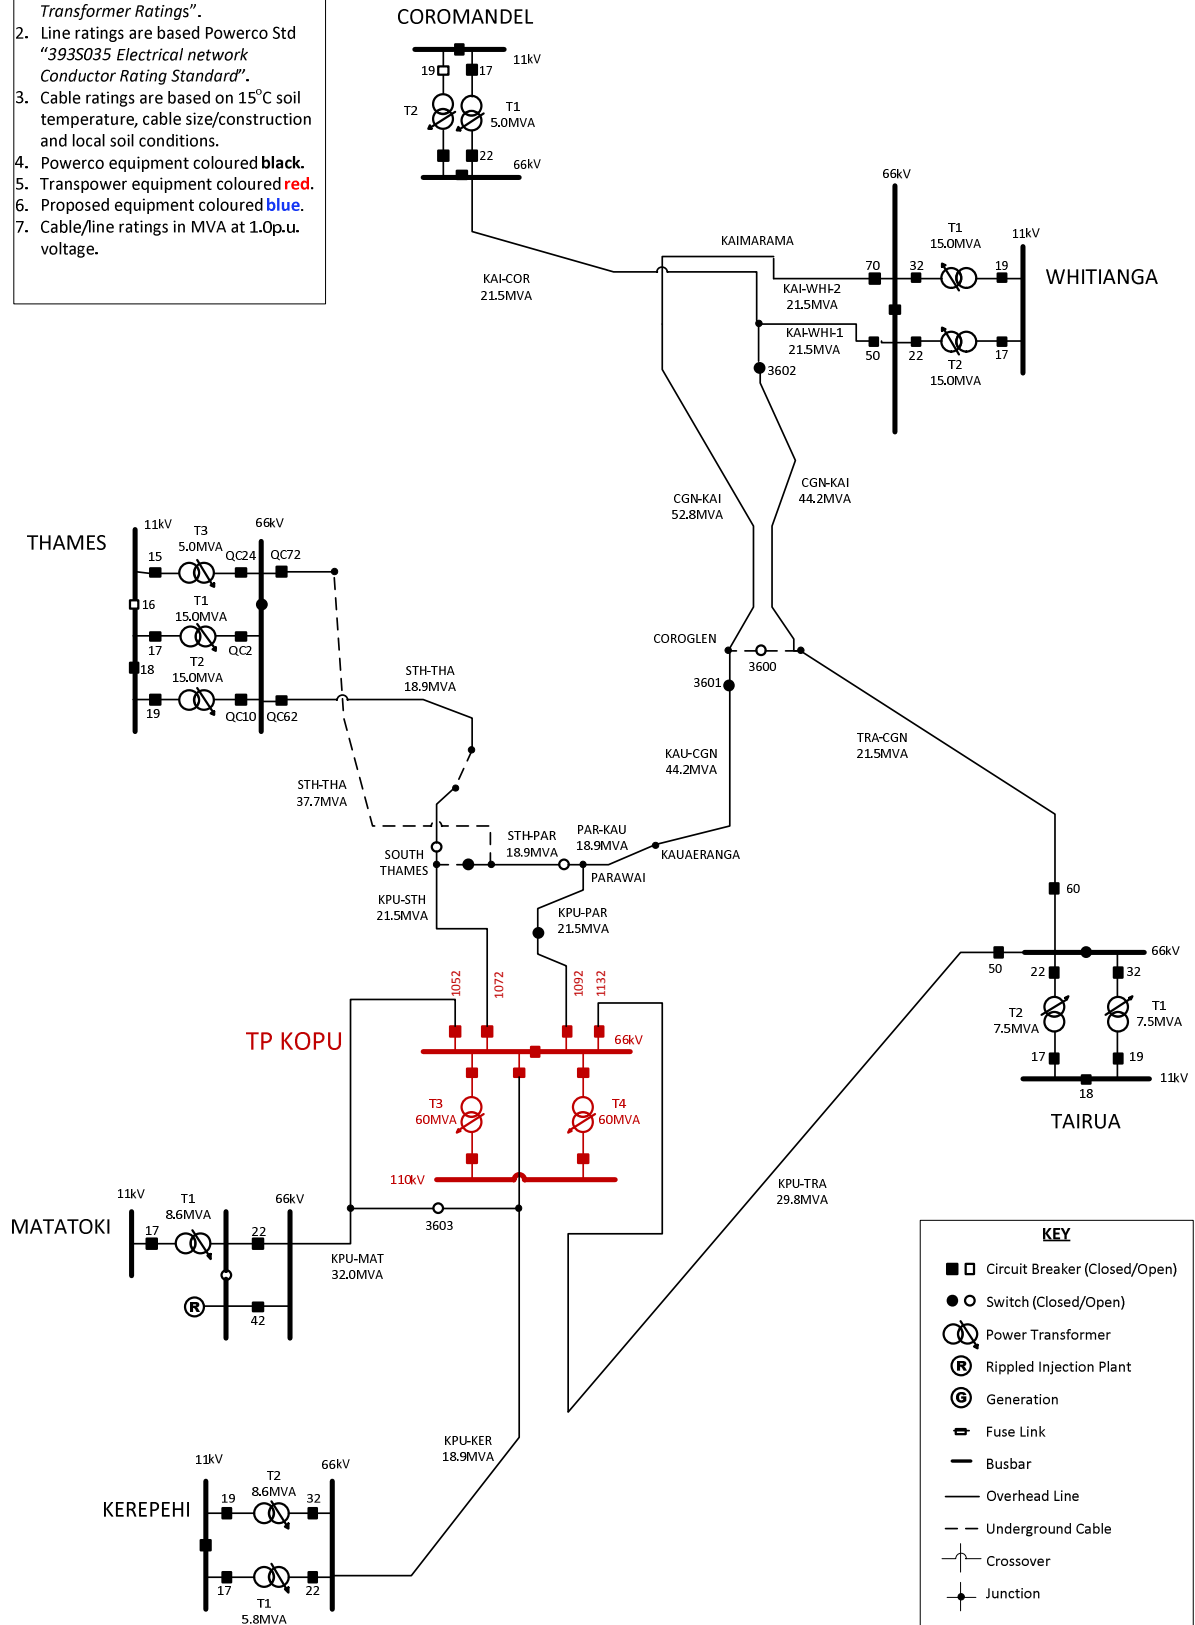 Transformer Ratings”.
2. Line ratings are based Powerco Std
“393S035 Electrical network
Conductor Rating Standard”.
3. Cable ratings are based on 15°C soil
temperature, cable size/construction
and local soil conditions.
4. Powerco equipment coloured black.
5. Transpower equipment coloured red.
6. Proposed equipment coloured blue.
7. Cable/line ratings in MVA at 1.0p.u.
voltage.
COROMANDEL
11kV
19
17
T2
T1
5.0MVA
22
66kV
KAI-COR
21.5MVA
KAIMARAMA
66kV
T1
15.0MVA
11kV
70
32
19
WHITIANGA
KAI-WHI-2
21.5MVA
KAI-WHI-1
21.5MVA
50
22
17
T2
15.0MVA
3602
CGN-KAI
52.8MVA
CGN-KAI
44.2MVA
THAMES
11kV
T3
5.0MVA
66kV
15
QC24
QC72
16
T1
15.0MVA
17
QC2
18
T2
15.0MVA
19
QC10
QC62
STH-THA
18.9MVA
STH-THA
37.7MVA
COROGLEN
3600
3601
KAU-CGN
44.2MVA
TRA-CGN
21.5MVA
SOUTH
THAMES
STH-PAR
18.9MVA
PAR-KAU
18.9MVA
KAUAERANGA
PARAWAI
KPU-STH
21.5MVA
KPU-PAR
21.5MVA
60
50
66kV
22
32
T2
7.5MVA
T1
7.5MVA
17
19
11kV
18
TAIRUA
1052
1072
1092
1132
TP KOPU
66kV
T3
60MVA
T4
60MVA
110kV
3603
KPU-TRA
29.8MVA
MATATOKI
11kV
T1
8.6MVA
66kV
17
22
KPU-MAT
32.0MVA
R
42
KPU-KER
18.9MVA
KEREPEHI
11kV
T2
8.6MVA
66kV
19
32
17
22
T1
5.8MVA
KEY
Circuit Breaker (Closed/Open)
Switch (Closed/Open)
Power Transformer
R Rippled Injection Plant
G Generation
Fuse Link
Busbar
Overhead Line
Underground Cable
Crossover
Junction